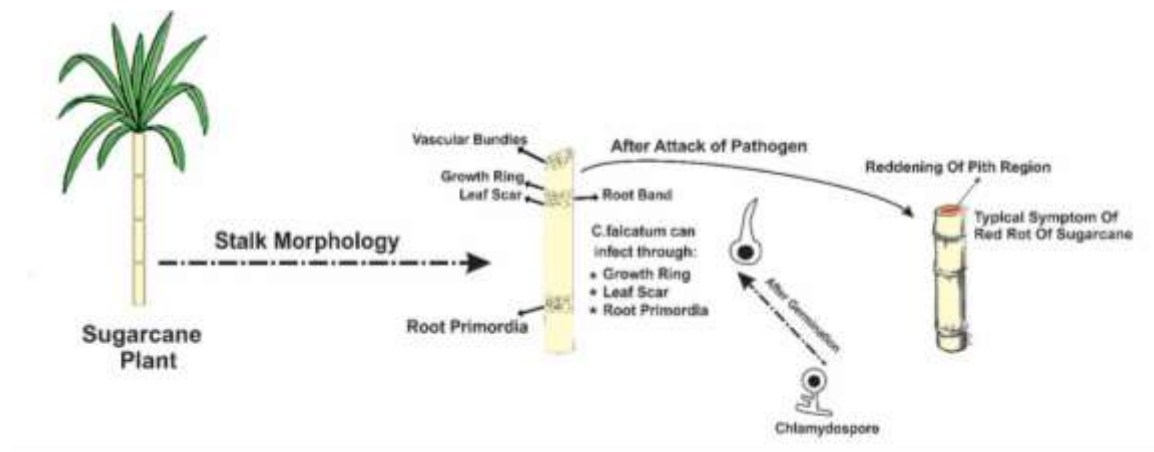 Sugarcane
Plant
Stalk Morphology
Vascular Bundles
Growth Ring
Leaf Scar
Root Band
Root Primordia
C.falcatum can
infect through:
★ Growth Ring
★ Leaf Scar
★ Root Primordia
After Attack of Pathogen
After Germination
Chlamydospore
Reddening Of Pith Region
Typical Symptom Of
Red Rot Of Sugarcane